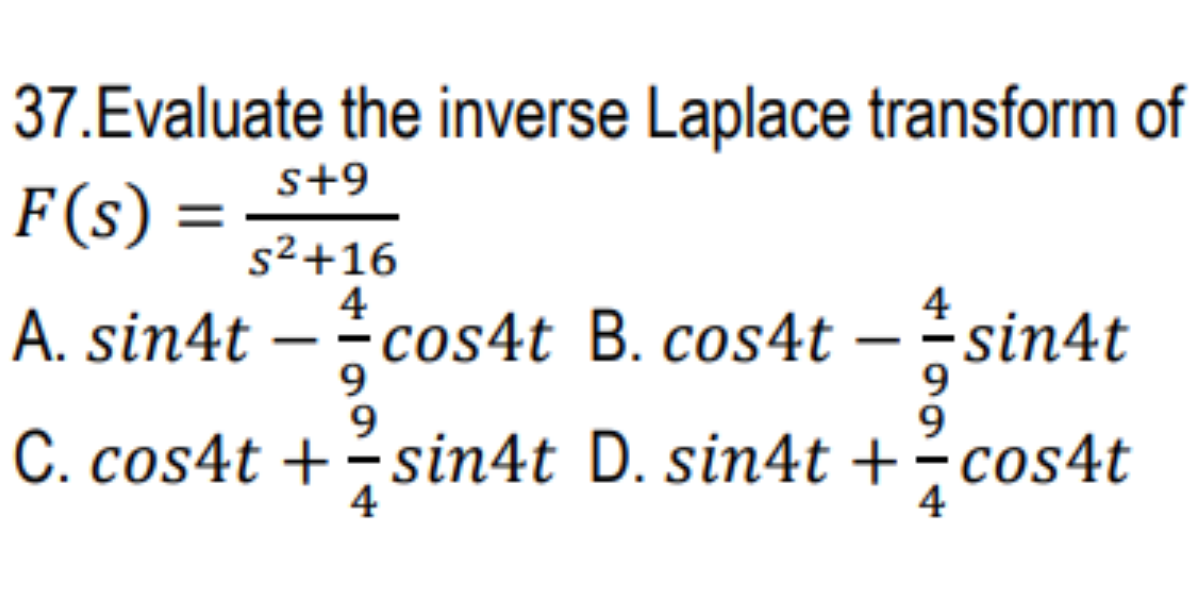 37.Evaluate the inverse Laplace transform of
F(s) = \frac{s+9}{s^2+16}
A. sin4t − \frac{4}{9}cos4t B. cos4t − \frac{4}{9}sin4t
C. cos4t + \frac{9}{4}sin4t D. sin4t + \frac{9}{4}cos4t